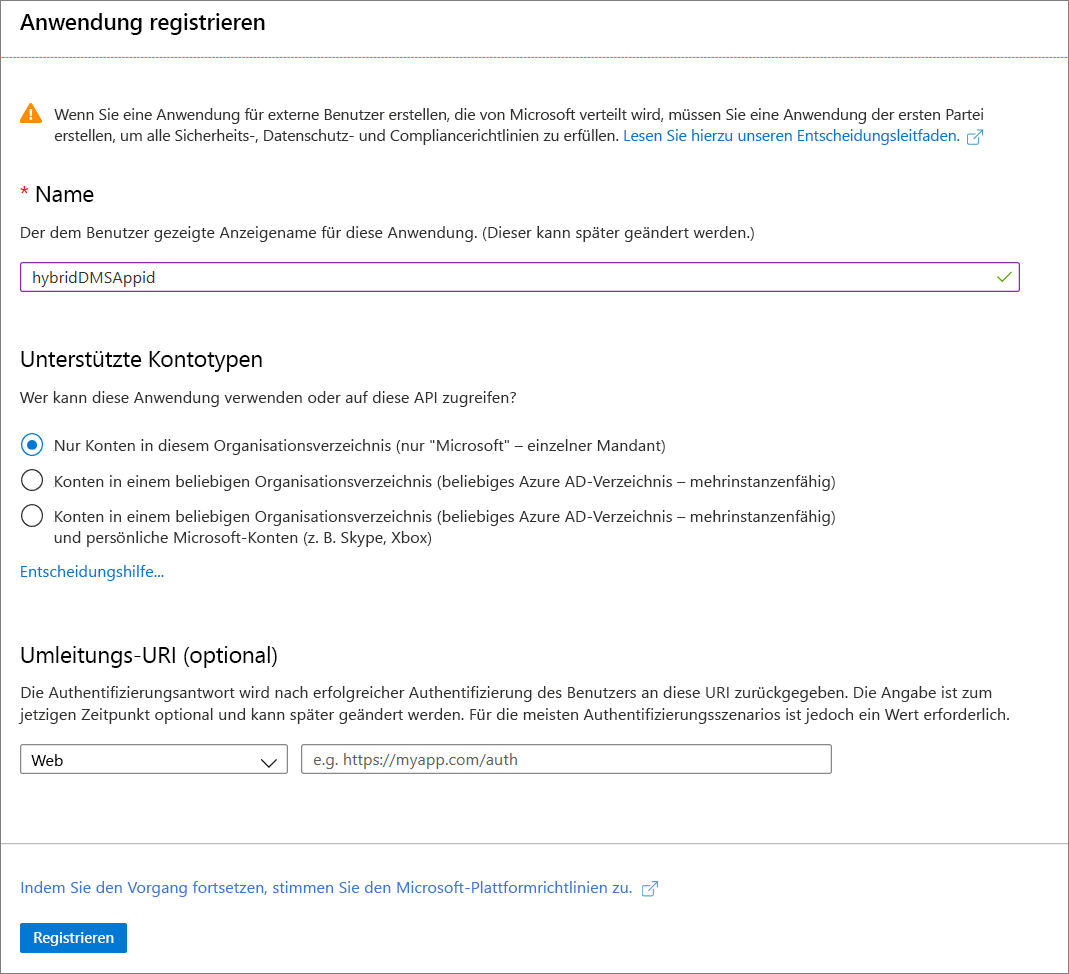 Anwendung registrieren
Wenn Sie eine Anwendung für externe Benutzer erstellen, die von Microsoft verteilt wird, müssen Sie eine Anwendung der ersten Partei
erstellen, um alle Sicherheits-, Datenschutz- und Compliancerichtlinien zu erfüllen. Lesen Sie hierzu unseren Entscheidungsleitfaden.
* Name
Der dem Benutzer gezeigte Anzeigename für diese Anwendung. (Dieser kann später geändert werden.)
hybridDMSAppid
Unterstützte Kontotypen
Wer kann diese Anwendung verwenden oder auf diese API zugreifen?
Nur Konten in diesem Organisationsverzeichnis (nur "Microsoft" – einzelner Mandant)
Konten in einem beliebigen Organisationsverzeichnis (beliebiges Azure AD-Verzeichnis – mehrinstanzenfähig)
Konten in einem beliebigen Organisationsverzeichnis (beliebiges Azure AD-Verzeichnis – mehrinstanzenfähig)
und persönliche Microsoft-Konten (z. B. Skype, Xbox)
Entscheidungshilfe...
Umleitungs-URI (optional)
Die Authentifizierungsantwort wird nach erfolgreicher Authentifizierung des Benutzers an diese URI zurückgegeben. Die Angabe ist zum
jetzigen Zeitpunkt optional und kann später geändert werden. Für die meisten Authentifizierungsszenarios ist jedoch ein Wert erforderlich.
Web e.g. https://myapp.com/auth
Indem Sie den Vorgang fortsetzen, stimmen Sie den Microsoft-Plattformrichtlinien zu.
Registrieren